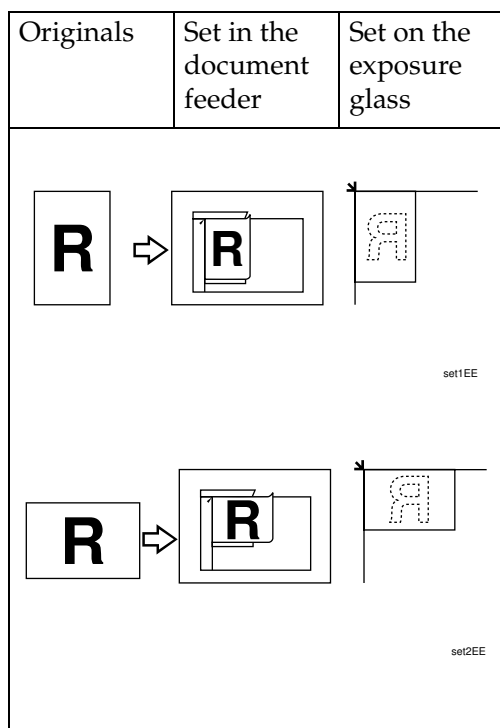 Originals
Set in the
document
feeder
Set on the
exposure
glass
R
R
R
set1EE
R
R
R
set2EE